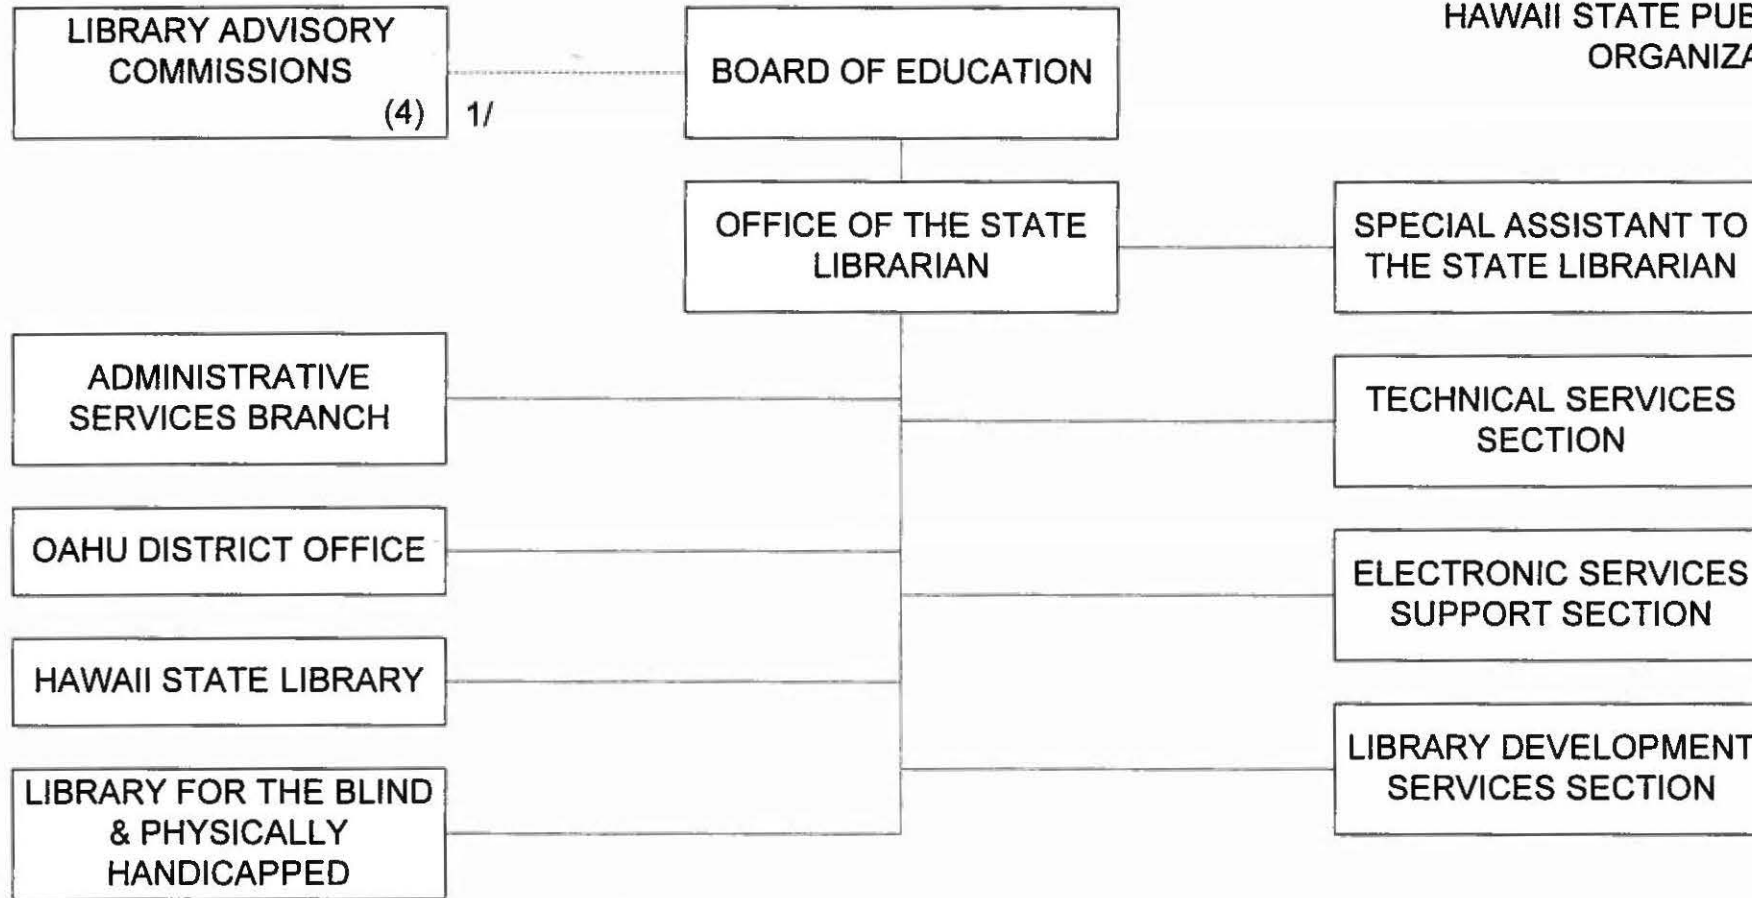 HAWAII STATE
ORGANIZA
LIBRARY ADVISORY
COMMISSIONS
(4) 1/
BOARD OF EDUCATION
OFFICE OF THE STATE
LIBRARIAN
SPECIAL ASSISTANT TO
THE STATE LIBRARIAN
ADMINISTRATIVE
SERVICES BRANCH
TECHNICAL SERVICES
SECTION
OAHU DISTRICT OFFICE
ELECTRONIC SERVICES
SUPPORT SECTION
HAWAII STATE LIBRARY
LIBRARY DEVELOPMENT
SERVICES SECTION
LIBRARY FOR THE BLIND
& PHYSICALLY
HANDICAPPED